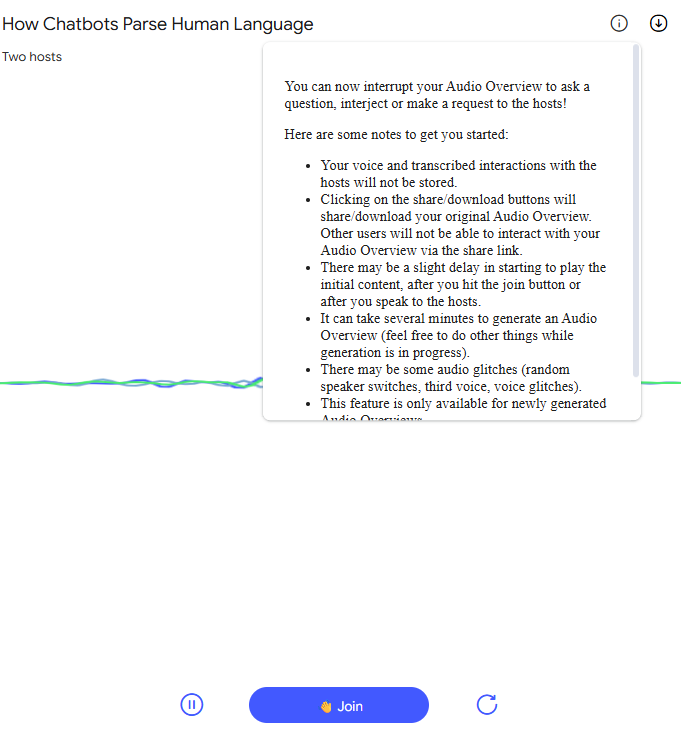 How Chatbots Parse Human Language
Two hosts
You can now interrupt your Audio Overview to ask a
question, interject or make a request to the hosts!
Here are some notes to get you started:
• Your voice and transcribed interactions with the
hosts will not be stored.
• Clicking on the share/download buttons will
share/download your original Audio Overview.
Other users will not be able to interact with your
Audio Overview via the share link.
• There may be a slight delay in starting to play the
initial content, after you hit the join button or
after you speak to the hosts.
• It can take several minutes to generate an Audio
Overview (feel free to do other things while
generation is in progress).
• There may be some audio glitches (random
speaker switches, third voice, voice glitches).
• This feature is only available for newly generated
Audio Overviews
👋 Join